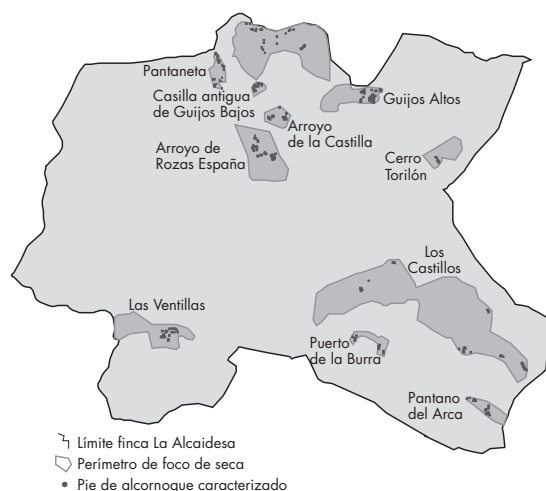 Pantaneta
Casilla antigua
de Guijos Bajos
Guijos Altos
Arroyo
de la Castilla
Arroyo de
Rozas España
Cerro
Torilón
Los
Castillos
Las Ventillas
Puerto
de la Burra
Pantano
del Arca
Límite finca La Alcaidesa
Perímetro de foco de seca
Pie de alcornoque caracterizado